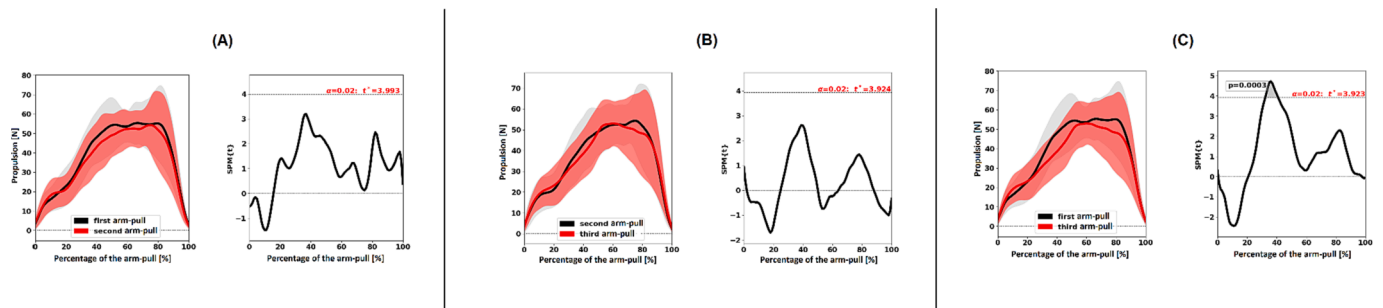 (A)
80
70
60
50
40
30
20
10
0
Propulsion [N]
first arm-pull
second arm-pull
0 20 40 60 80 100
Percentage of the arm-pull [%]
α=0.02: t*=3.993
4
3
2
1
0
−1
SPM{t}
0 20 40 60 80 100
Percentage of the arm-pull [%]
(B)
70
60
50
40
30
20
10
0
Propulsion [N]
second arm-pull
third arm-pull
0 20 40 60 80 100
Percentage of the arm-pull [%]
α=0.02: t*=3.924
4
3
2
1
0
−1
−2
SPM{t}
0 20 40 60 80 100
Percentage of the arm-pull [%]
(C)
80
70
60
50
40
30
20
10
0
Propulsion [N]
first arm-pull
third arm-pull
0 20 40 60 80 100
Percentage of the arm-pull [%]
p=0.0003
α=0.02: t*=3.923
5
4
3
2
1
0
−1
−2
SPM{t}
0 20 40 60 80 100
Percentage of the arm-pull [%]